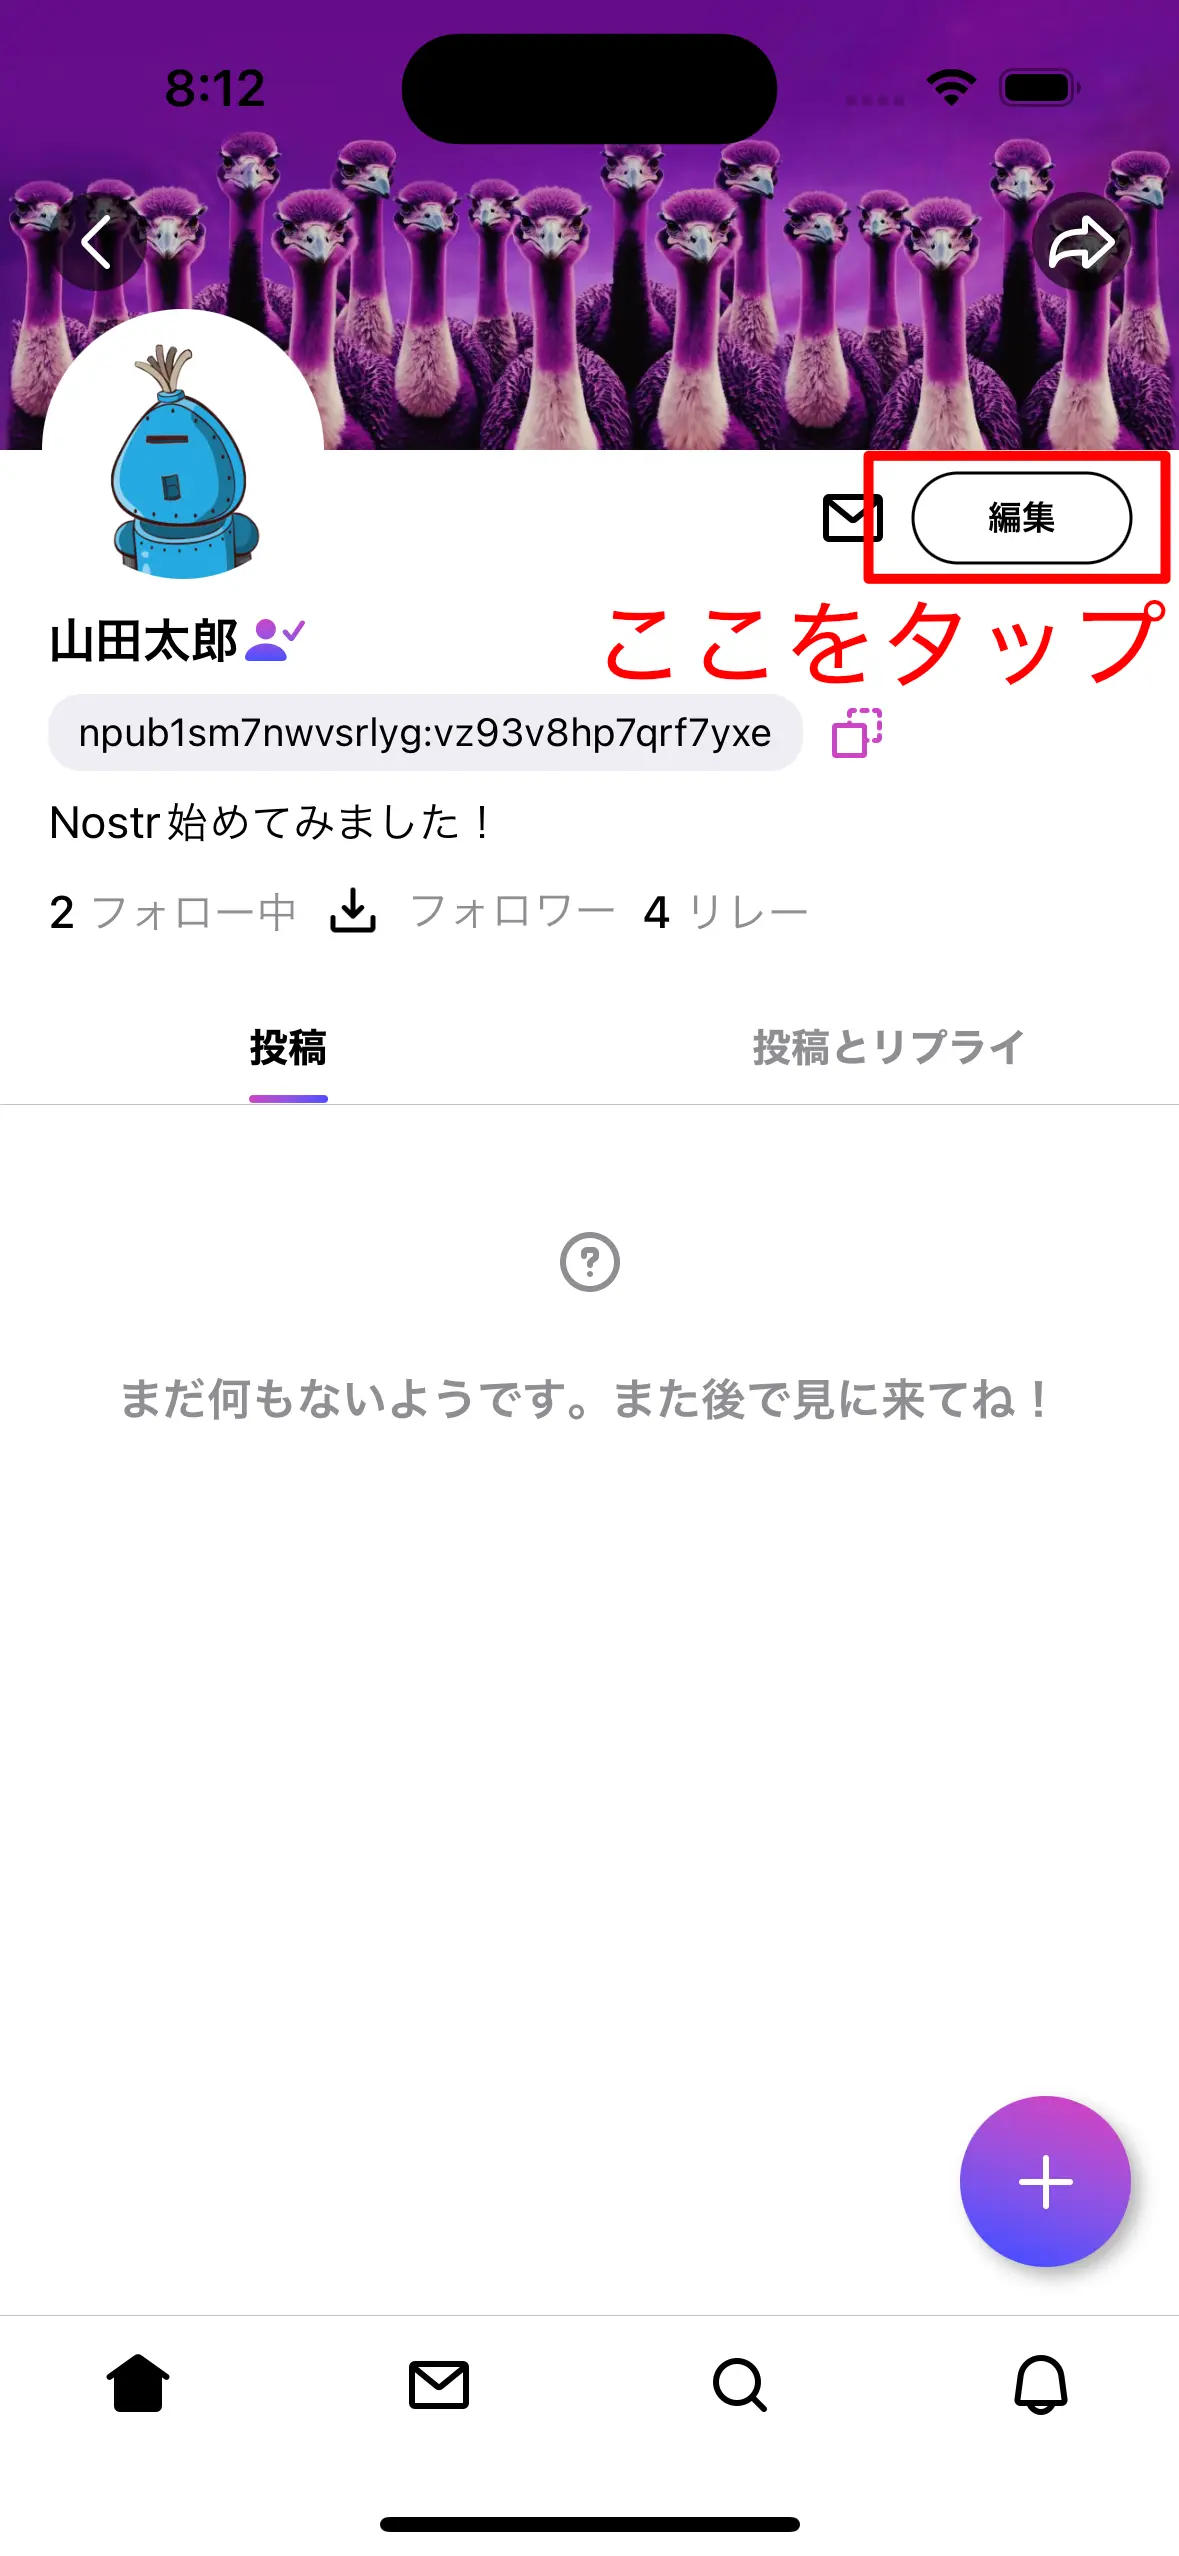 8:12
編集
ここをタップ
山田太郎
npub1sm7nwvsrlyg:vz93v8hp7qrf7yxe
Nostr始めてみました！
2 フォロー中 フォロワー 4 リレー
投稿 投稿とリプライ
まだ何もないようです。また後で見に来てね！